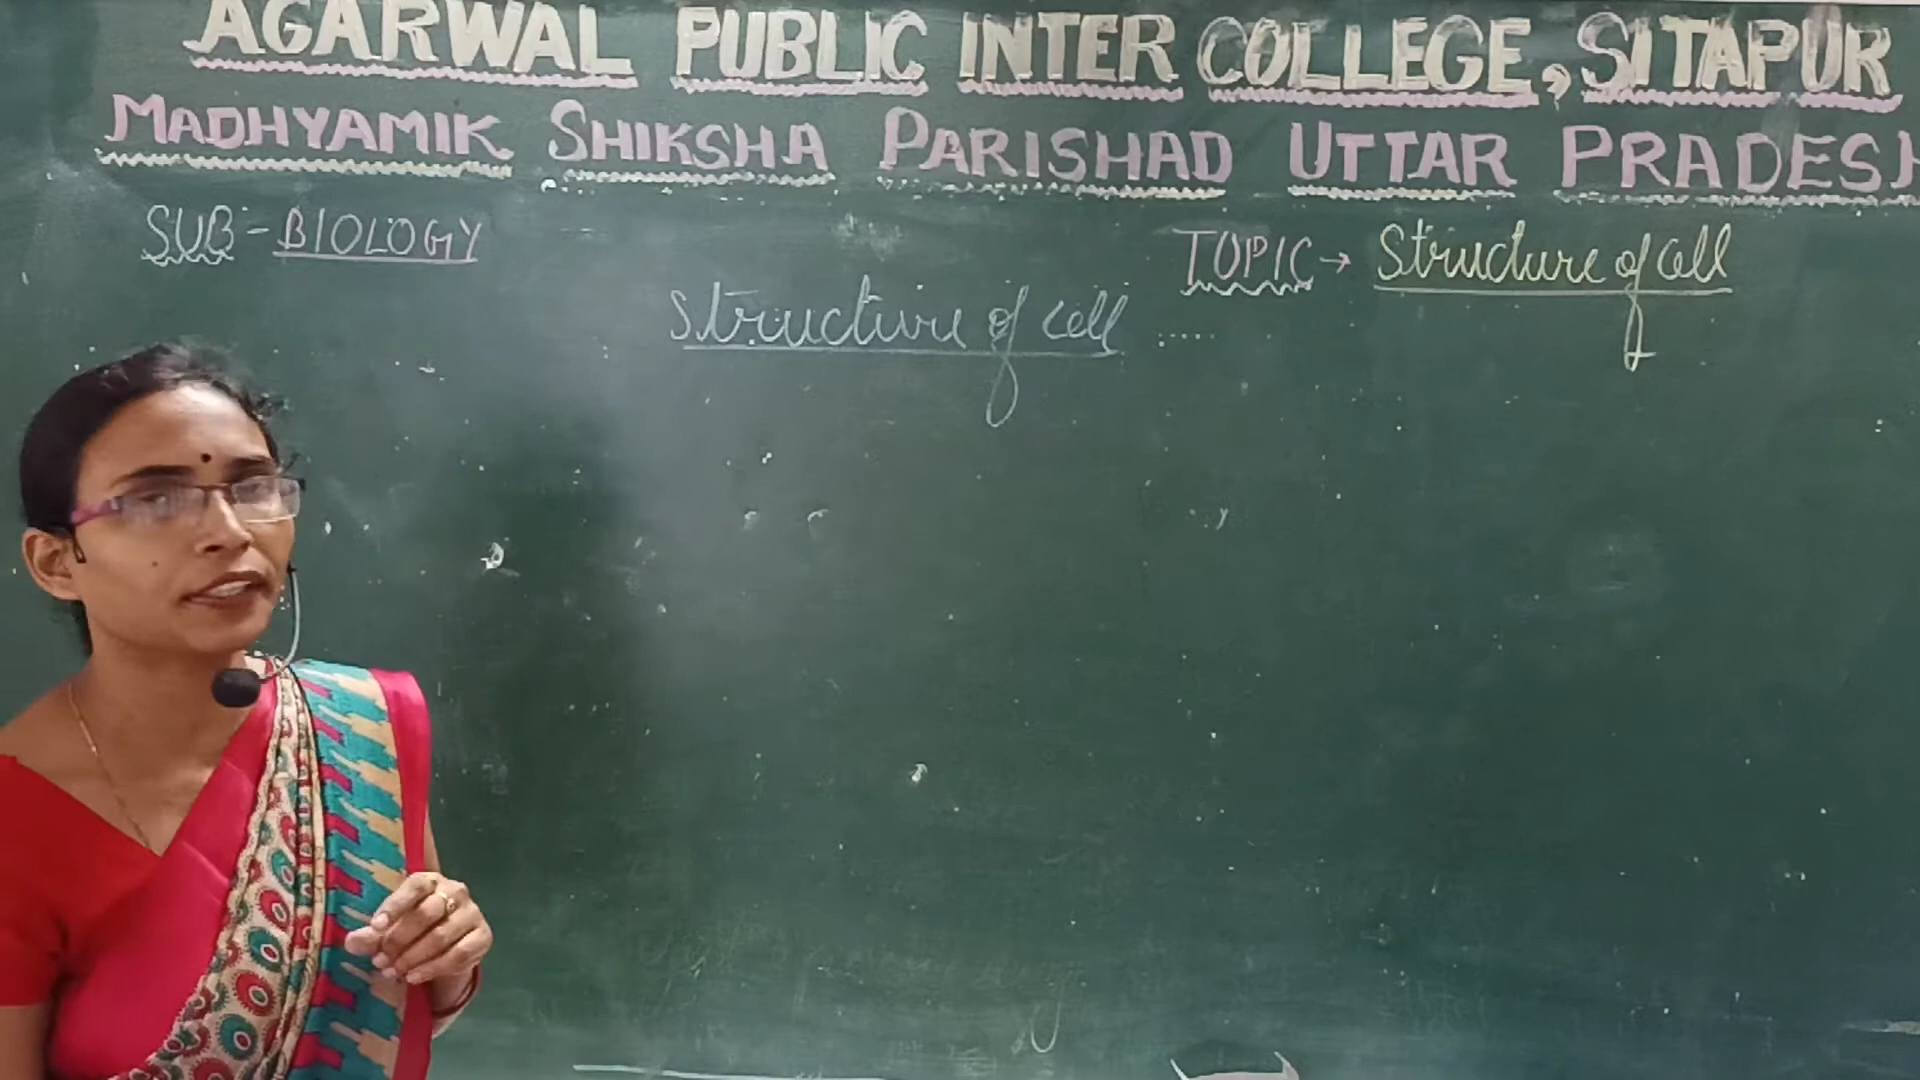 AGARWAL PUBLIC INTER COLLEGE, SITAPUR
MADHYAMIK SHIKSHA PARISHAD UTTAR PRADESH
SUB - BIOLOGY
TOPIC → Structure of cell
Structure of cell .....